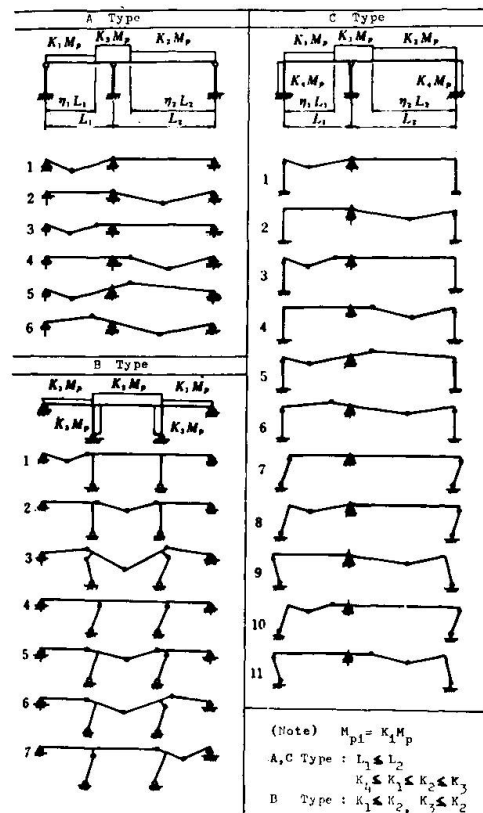 A Type
K₁Mₚ K₃Mₚ K₂Mₚ
η₁L₁ η₂L₂
L₁ L₂
1
2
3
4
5
6
B Type
K₁Mₚ K₂Mₚ K₁Mₚ
K₃Mₚ K₃Mₚ
1
2
3
4
5
6
7
C Type
K₁Mₚ K₃Mₚ K₂Mₚ
K₄Mₚ K₄Mₚ
η₁L₁ η₂L₂
L₁ L₂
1
2
3
4
5
6
7
8
9
10
11
(Note) Mₚᵢ= KᵢMₚ
A,C Type : L₁≦ L₂
K₄≦ K₁≦ K₂≦ K₃
B Type : K₁≦ K₂, K₃≦ K₂